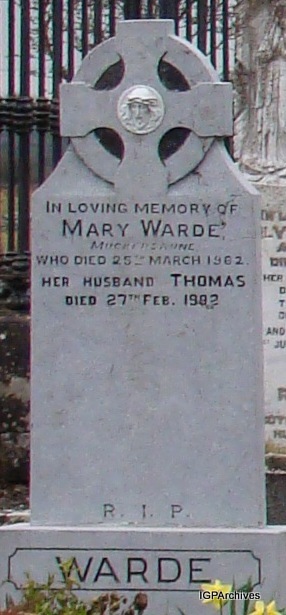 IN LOVING MEMORY OF
MARY WARDE
MUCKERSANNE
WHO DIED 25TH MARCH 1962.
HER HUSBAND THOMAS
DIED 27TH FEB. 1982
R. I. P.
WARDE
IGPArchives